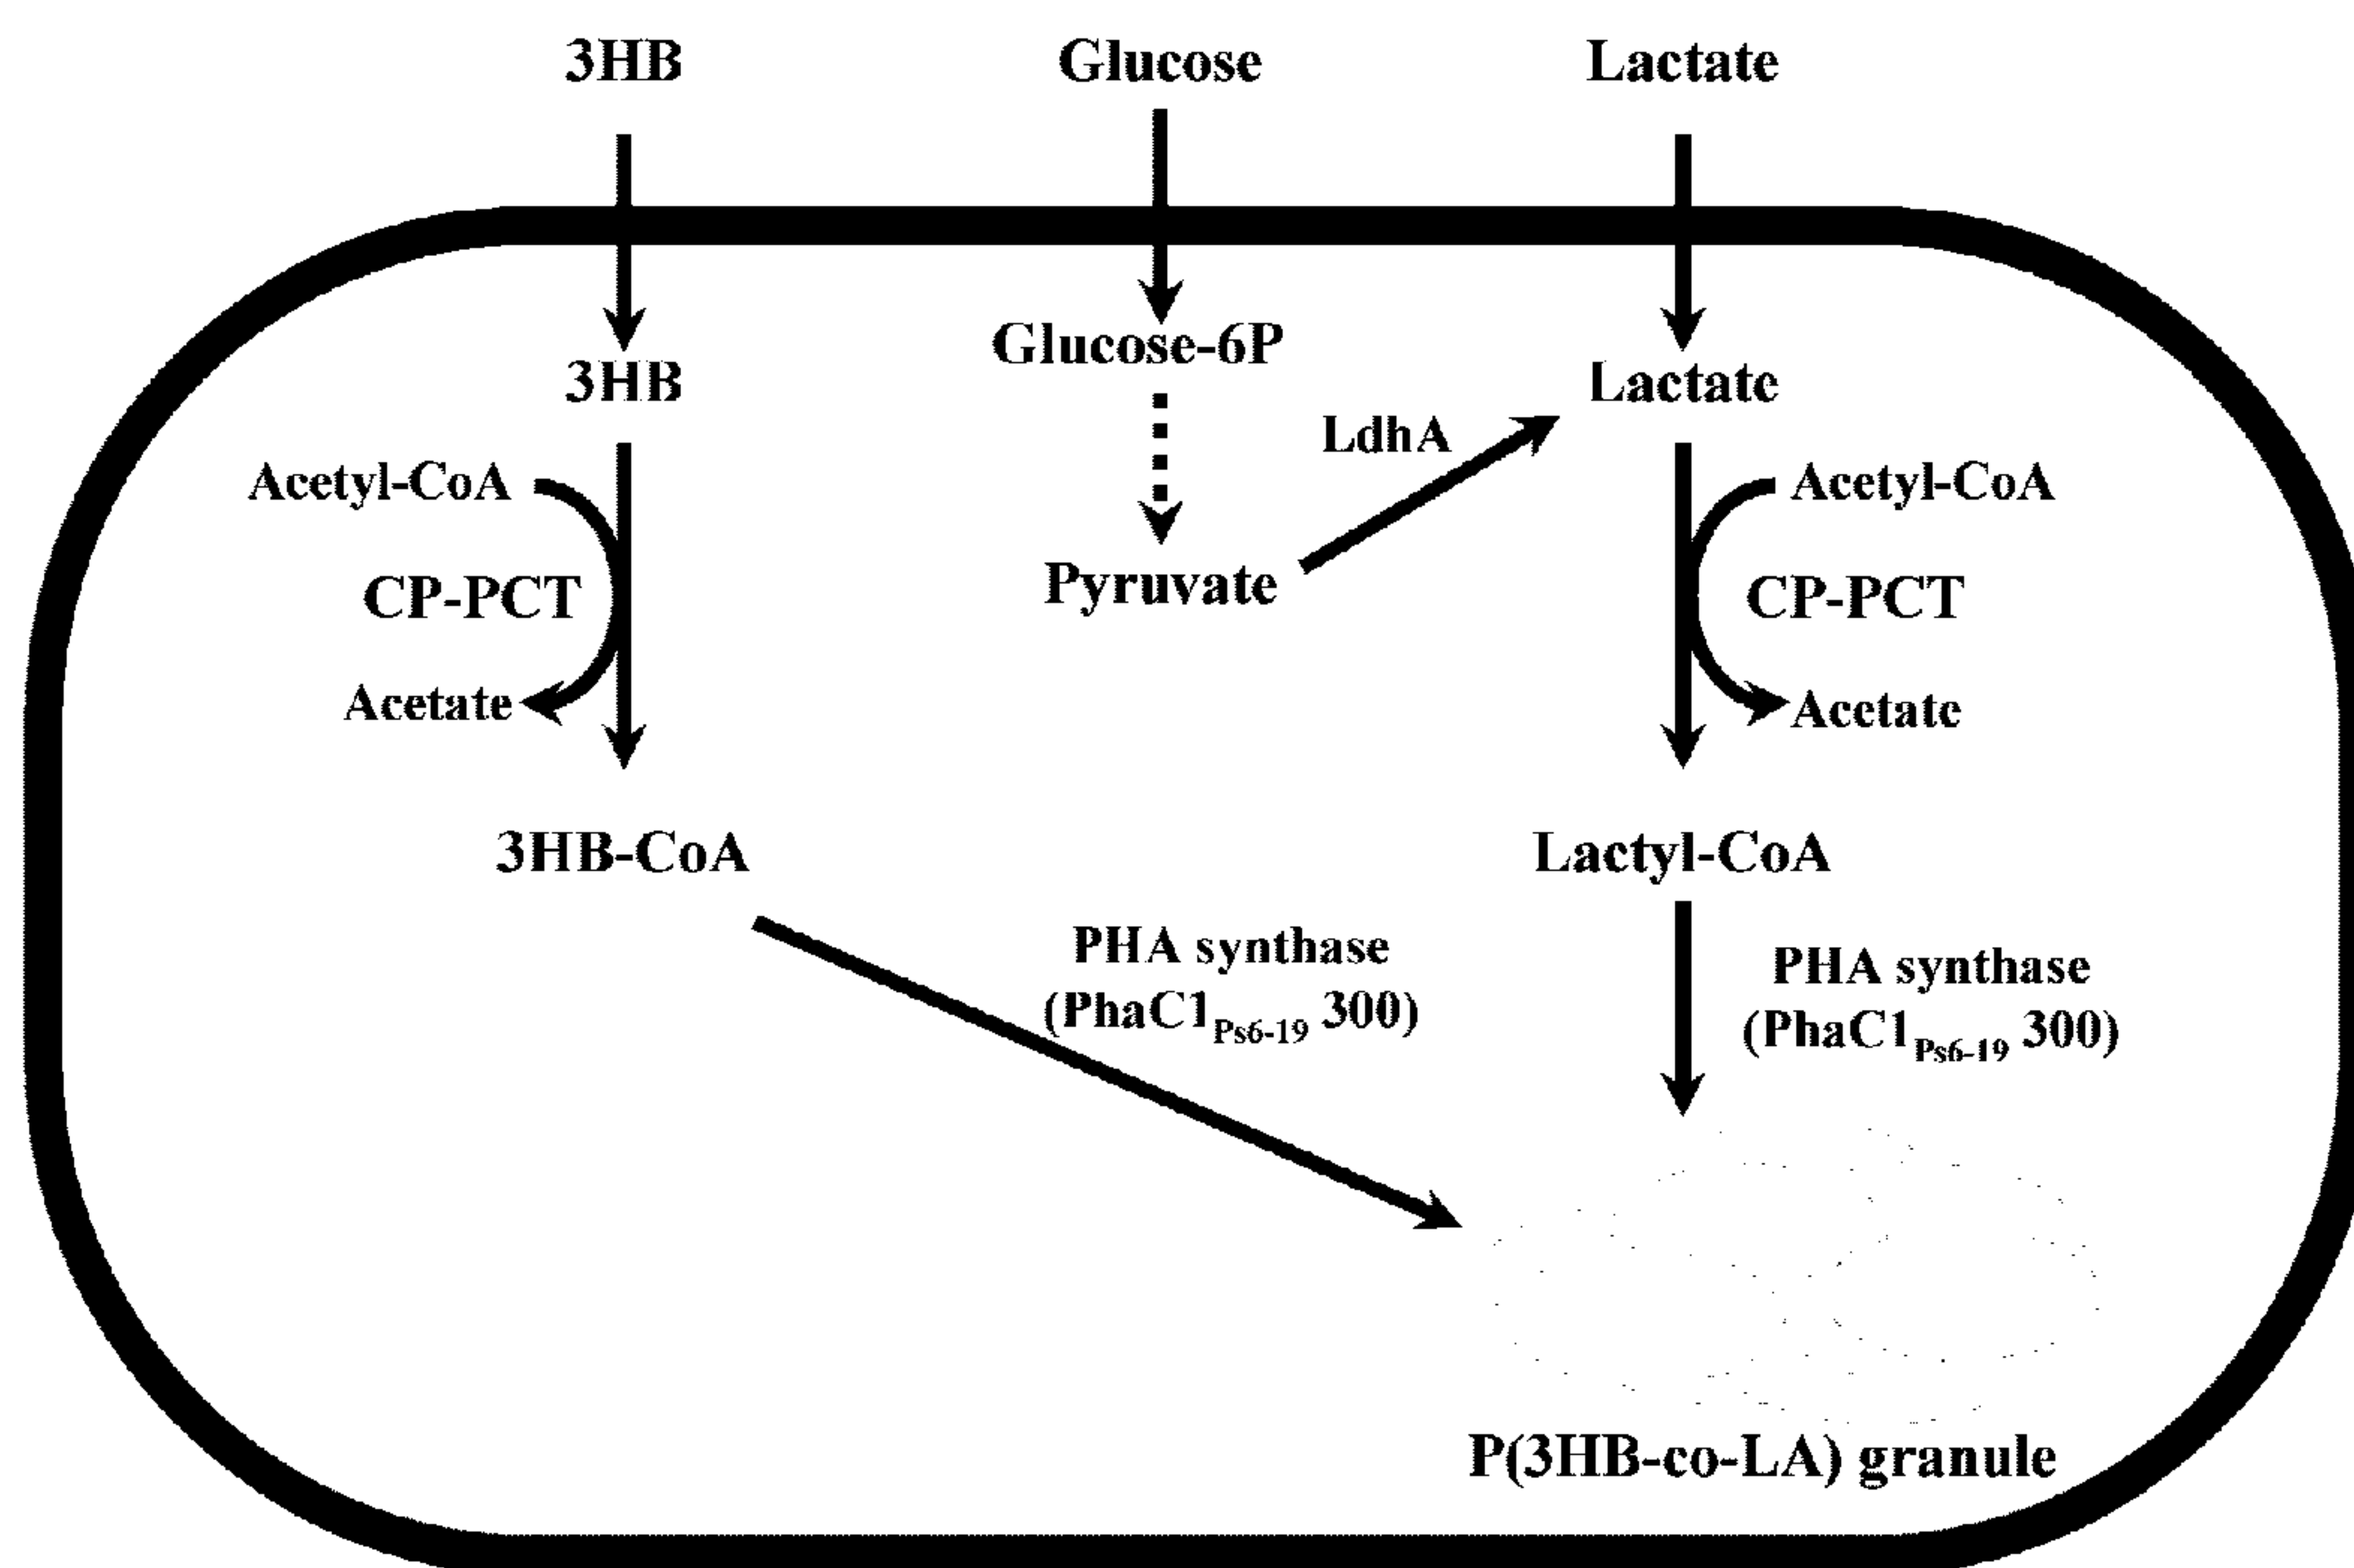 3HB
Glucose
Lactate
3HB
Glucose-6P
Lactate
LdhA
Acetyl-CoA
Acetyl-CoA
CP-PCT
Pyruvate
CP-PCT
Acetate
Acetate
3HB-CoA
Lactyl-CoA
PHA synthase
(PhaC1Ps6-19 300)
PHA synthase
(PhaC1Ps6-19 300)
P(3HB-co-LA) granule